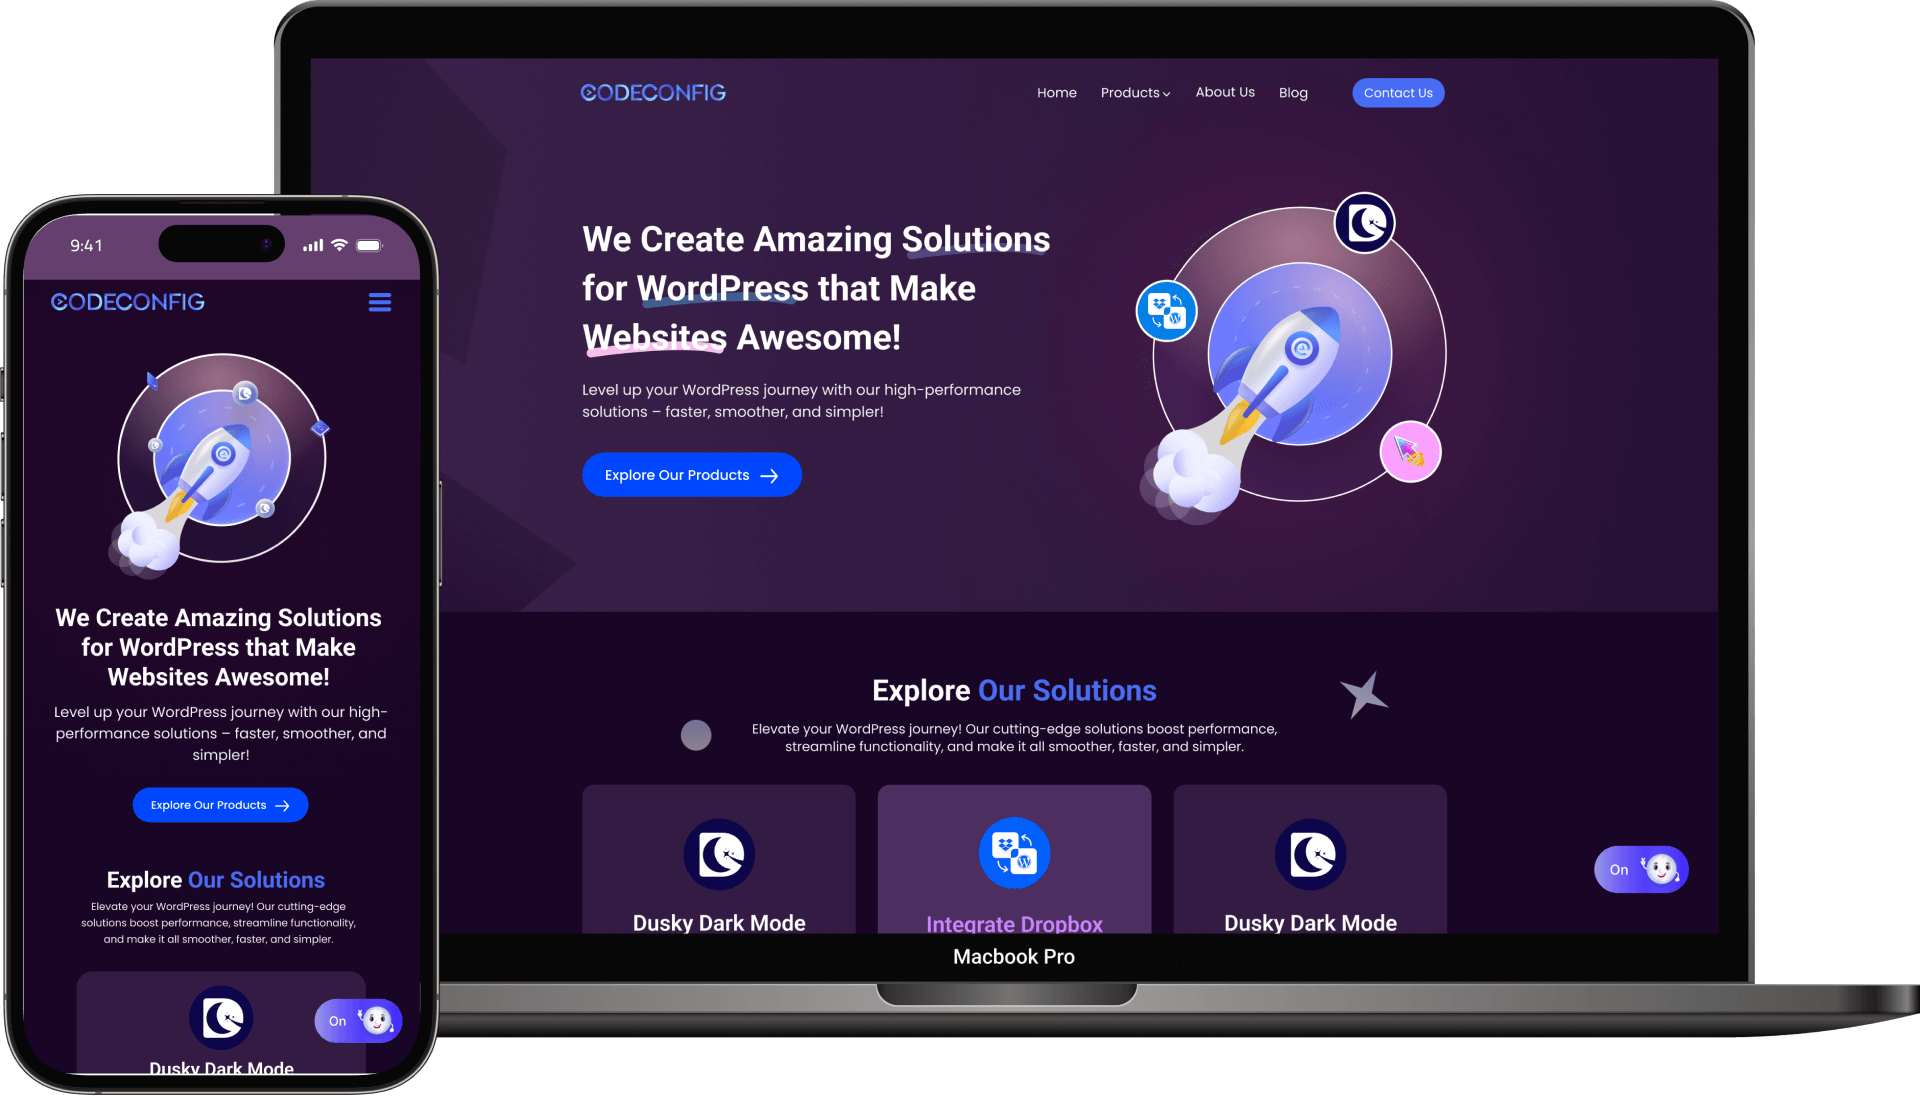 CODECONFIG
Home
Products
About Us
Blog
Contact Us
We Create Amazing Solutions
for WordPress that Make
Websites Awesome!
Level up your WordPress journey with our high-performance
solutions – faster, smoother, and simpler!
Explore Our Products
Explore Our Solutions
Elevate your WordPress journey! Our cutting-edge solutions boost performance,
streamline functionality, and make it all smoother, faster, and simpler.
Dusky Dark Mode
Integrate Dropbox
Dusky Dark Mode
On
Macbook Pro
9:41
CODECONFIG
We Create Amazing Solutions
for WordPress that Make
Websites Awesome!
Level up your WordPress journey with our high-
performance solutions – faster, smoother, and
simpler!
Explore Our Products
Explore Our Solutions
Elevate your WordPress journey! Our cutting-edge
solutions boost performance, streamline functionality,
and make it all smoother, faster, and simpler.
Dusky Dark Mode
On